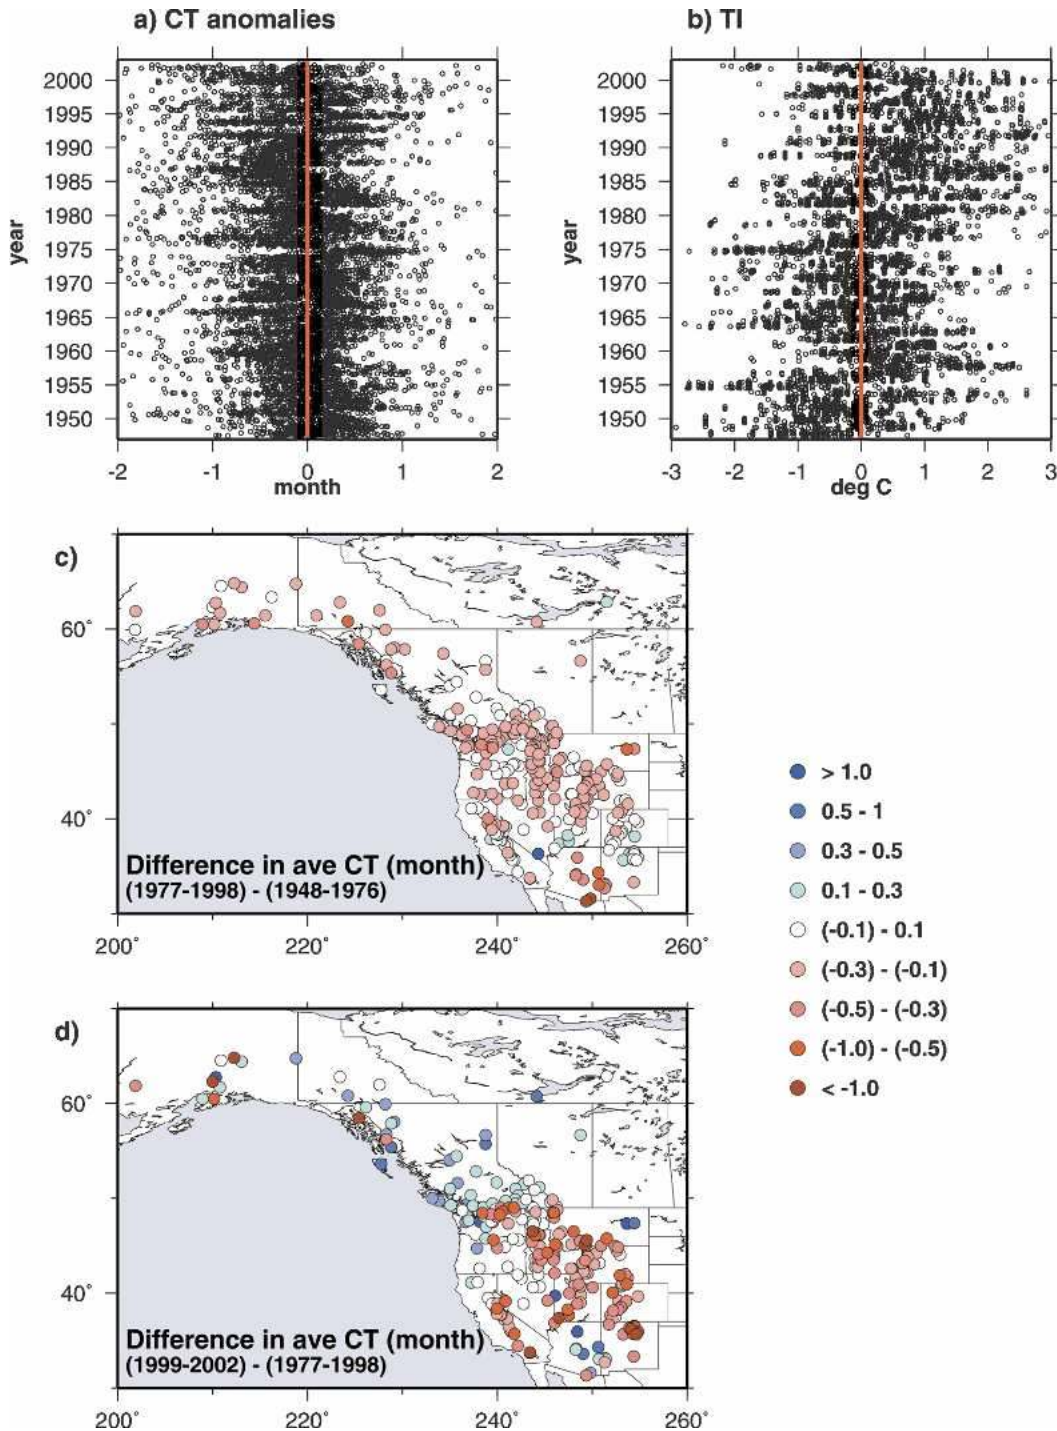 a) CT anomalies
b) TI
2000
1995
1990
1985
1980
1975
1970
1965
1960
1955
1950
year
-2 -1 0 1 2
month
2000
1995
1990
1985
1980
1975
1970
1965
1960
1955
1950
year
-3 -2 -1 0 1 2 3
deg C
c)
60°
40°
Difference in ave CT (month)
(1977-1998) - (1948-1976)
200° 220° 240° 260°
> 1.0
0.5 - 1
0.3 - 0.5
0.1 - 0.3
(-0.1) - 0.1
(-0.3) - (-0.1)
(-0.5) - (-0.3)
(-1.0) - (-0.5)
< -1.0
d)
60°
40°
Difference in ave CT (month)
(1999-2002) - (1977-1998)
200° 220° 240° 260°